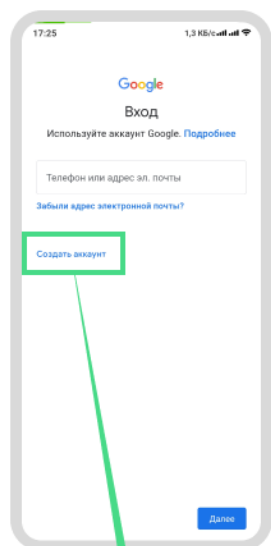 17:25 1,3 КБ/с
Google
Вход
Используйте аккаунт Google. Подробнее
Телефон или адрес эл. почты
Забыли адрес электронной почты?
Создать аккаунт
Далее